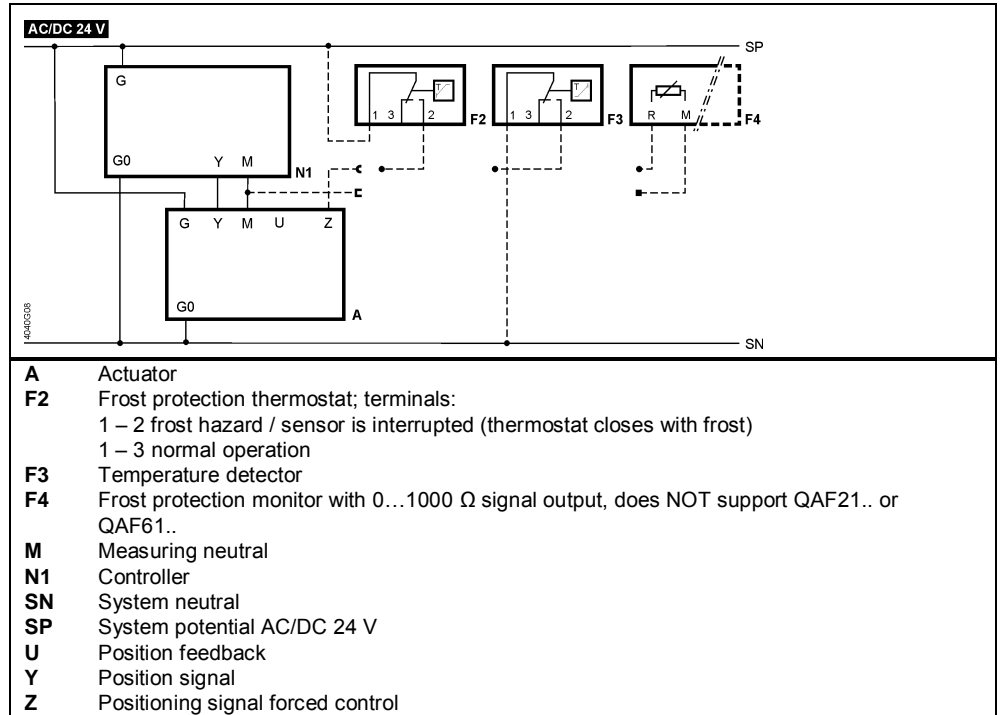 AC/DC 24 V
SP
G
G0 Y M
N1
1 3 2
F2
1 3 2
F3
R M
F4
G Y M U Z
G0
A
4040G08
SN
A Actuator
F2 Frost protection thermostat; terminals:
1 – 2 frost hazard / sensor is interrupted (thermostat closes with frost)
1 – 3 normal operation
F3 Temperature detector
F4 Frost protection monitor with 0…1000 Ω signal output, does NOT support QAF21.. or
QAF61..
M Measuring neutral
N1 Controller
SN System neutral
SP System potential AC/DC 24 V
U Position feedback
Y Position signal
Z Positioning signal forced control